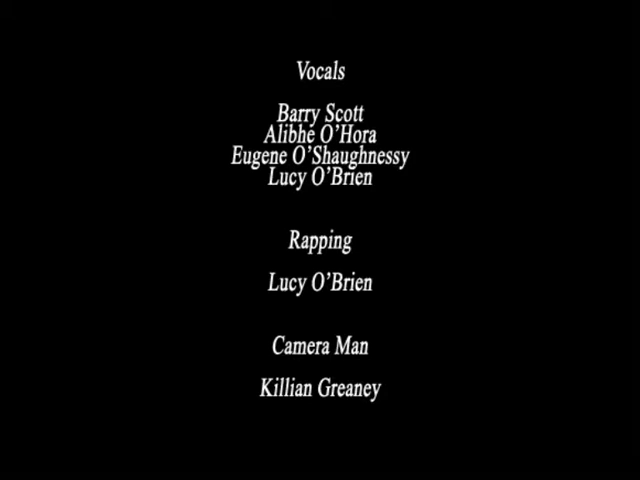 Vocals
Barry Scott
Alibhe O'Hora
Eugene O'Shaughnessy
Lucy O'Brien
Rapping
Lucy O'Brien
Camera Man
Killian Greaney